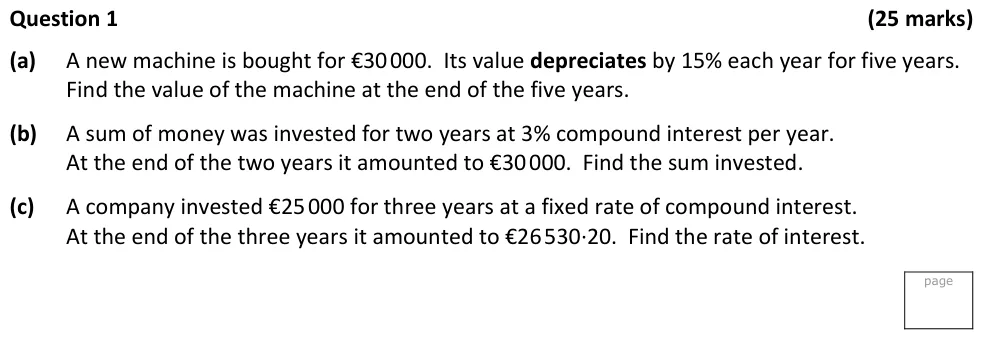 Question 1 (25 marks)
(a) A new machine is bought for €30 000. Its value depreciates by 15% each year for five years.
Find the value of the machine at the end of the five years.
(b) A sum of money was invested for two years at 3% compound interest per year.
At the end of the two years it amounted to €30 000. Find the sum invested.
(c) A company invested €25 000 for three years at a fixed rate of compound interest.
At the end of the three years it amounted to €26 530·20. Find the rate of interest.
page